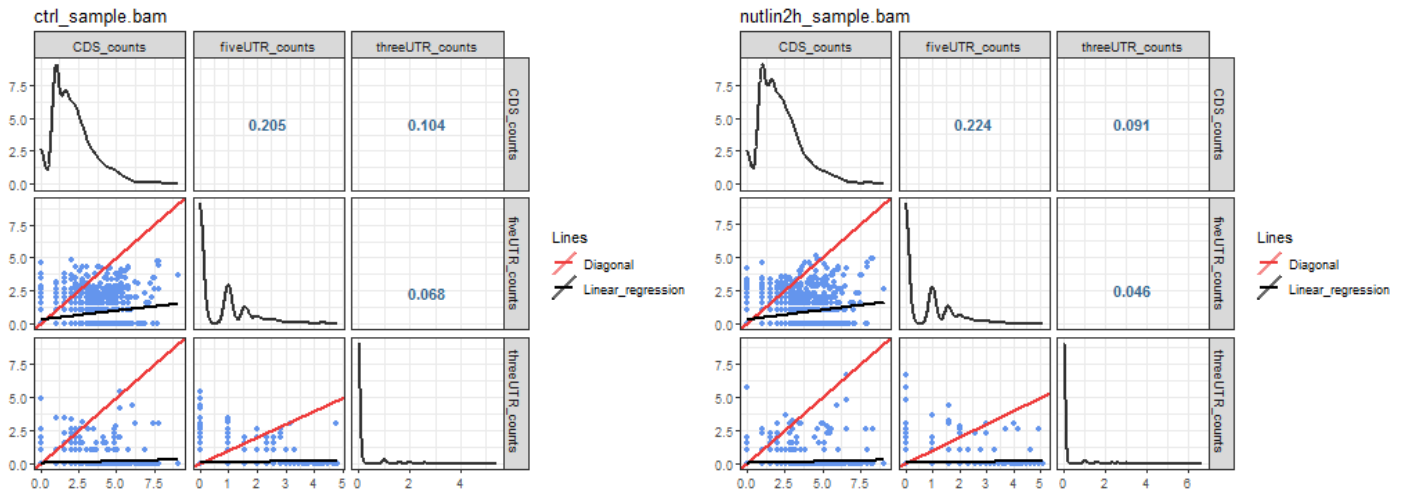 ctrl_sample.bam
CDS_counts fiveUTR_counts threeUTR_counts
7.5
5.0
2.5
0.0
0.205 0.104
CDS_counts
7.5
5.0
2.5
0.0
0.068
fiveUTR_counts
7.5
5.0
2.5
0.0
threeUTR_counts
0.0 2.5 5.0 7.5 0 1 2 3 4 5 0 2 4
Lines
Diagonal
Linear_regression
nutlin2h_sample.bam
CDS_counts fiveUTR_counts threeUTR_counts
7.5
5.0
2.5
0.0
0.224 0.091
CDS_counts
7.5
5.0
2.5
0.0
0.046
fiveUTR_counts
7.5
5.0
2.5
0.0
threeUTR_counts
0.0 2.5 5.0 7.5 0 1 2 3 4 5 0 2 4 6
Lines
Diagonal
Linear_regression